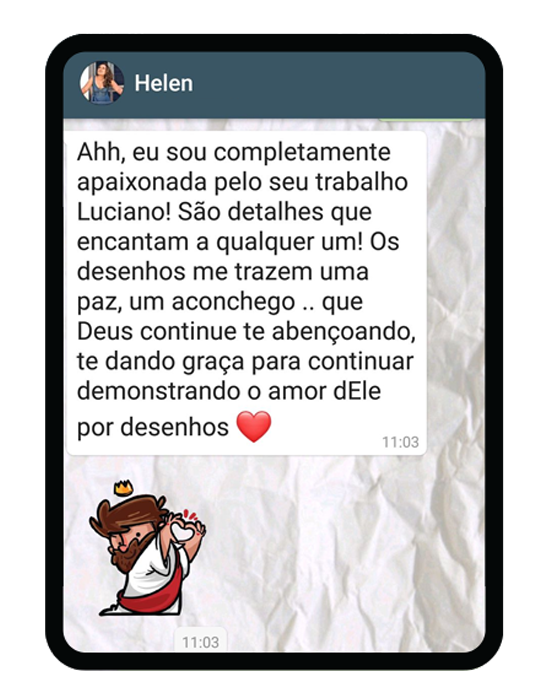 Helen
Ahh, eu sou completamente
apaixonada pelo seu trabalho
Luciano! São detalhes que
encantam a qualquer um! Os
desenhos me trazem uma
paz, um aconchego .. que
Deus continue te abençoando,
te dando graça para continuar
demonstrando o amor dEle
por desenhos ❤️
11:03
11:03